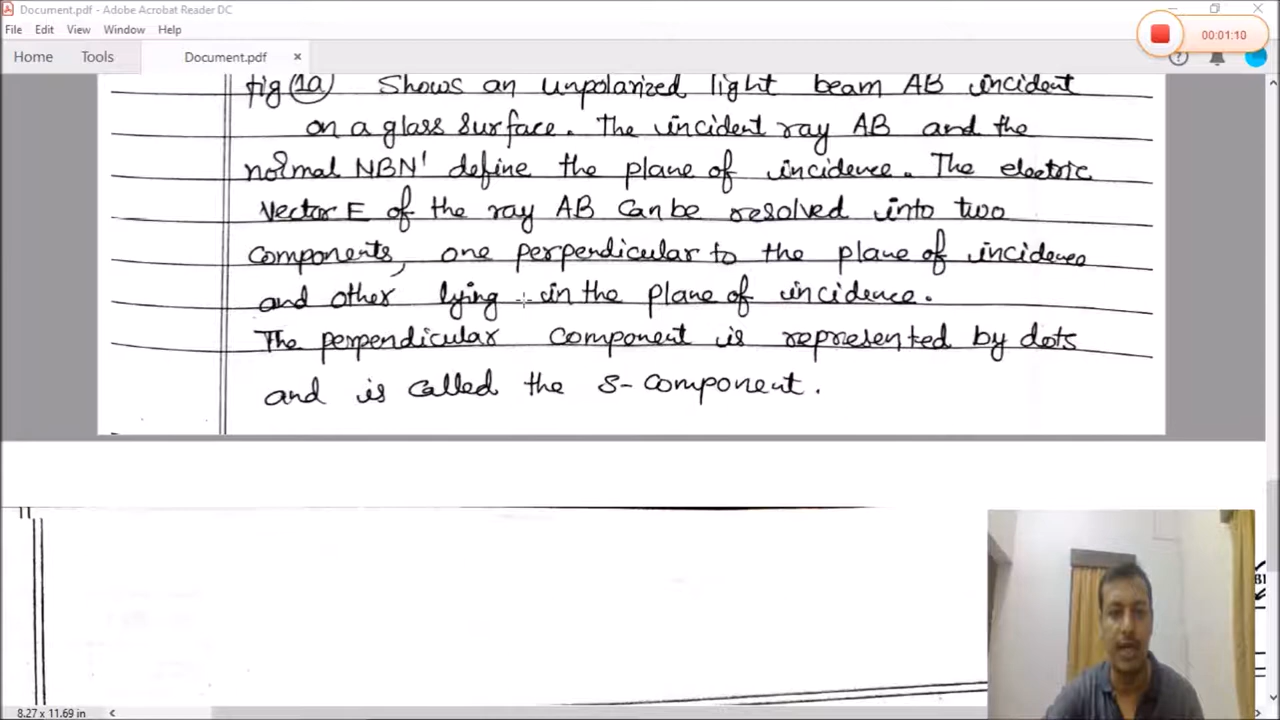 Document.pdf - Adobe Acrobat Reader DC
File Edit View Window Help
00:01:10
Home Tools Document.pdf ×
fig (1a) Shows an unpolarized light beam AB incident
on a glass surface. The incident ray AB and the
normal NBN' define the plane of incidence. The electric
Vector E of the ray AB can be resolved into two
components, one perpendicular to the plane of incidence
and other lying in the plane of incidence.
The perpendicular component is represented by dots
and is called the S-component.
8.27 x 11.69 in